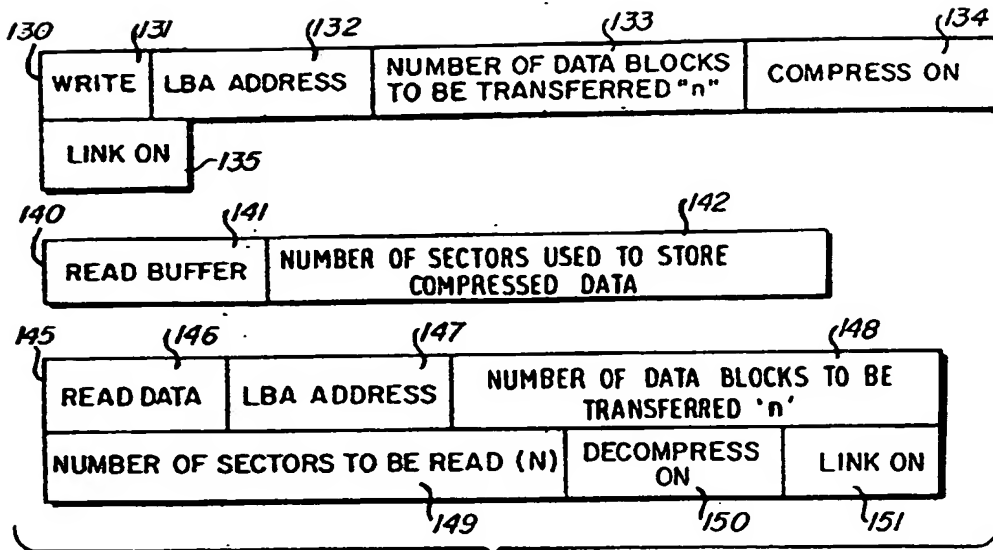 130 131 132 133 134
WRITE LBA ADDRESS NUMBER OF DATA BLOCKS TO BE TRANSFERRED "n" COMPRESS ON
LINK ON 135
140 141 142
READ BUFFER NUMBER OF SECTORS USED TO STORE COMPRESSED DATA
145 146 147 148
READ DATA LBA ADDRESS NUMBER OF DATA BLOCKS TO BE TRANSFERRED 'n'
NUMBER OF SECTORS TO BE READ (N) DECOMPRESS ON LINK ON
149 150 151